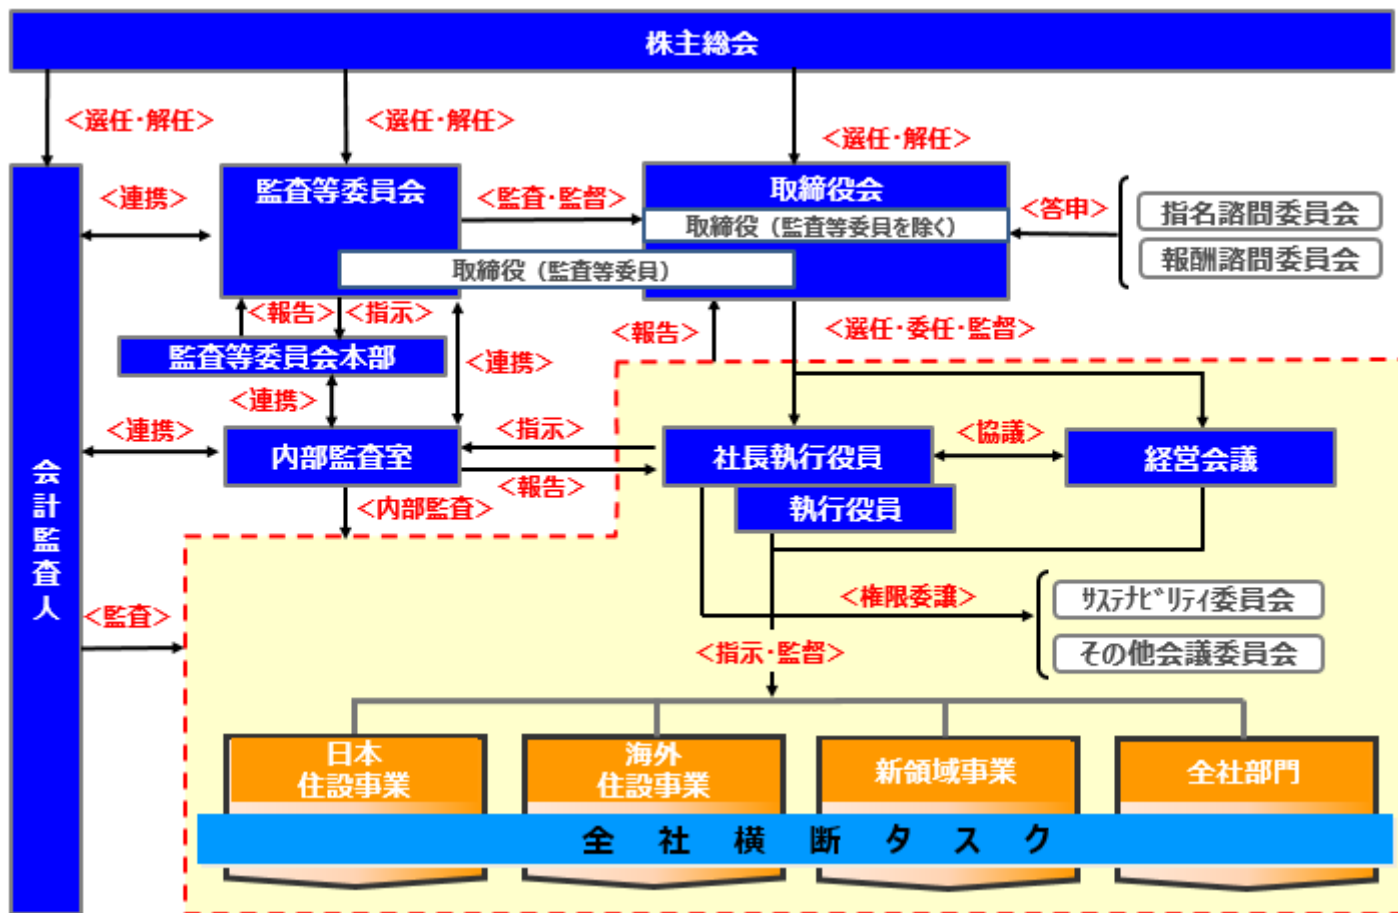 株主総会
<選任・解任>
<選任・解任>
<選任・解任>
監査等委員会
取締役会
<連携>
<監査・監督>
<答申>
指名諮問委員会
取締役（監査等委員を除く）
報酬諮問委員会
取締役（監査等委員）
<報告>
<指示>
<報告>
<選任・委任・監督>
監査等委員会本部
<連携>
<連携>
<連携>
<指示>
<協議>
内部監査室
社長執行役員
経営会議
会計監査人
<報告>
<内部監査>
執行役員
<権限委譲>
ｻｽﾃﾅﾋﾞﾘﾃｨ委員会
<監査>
<指示・監督>
その他会議委員会
日本
住設事業
海外
住設事業
新領域事業
全社部門
全社横断タスク